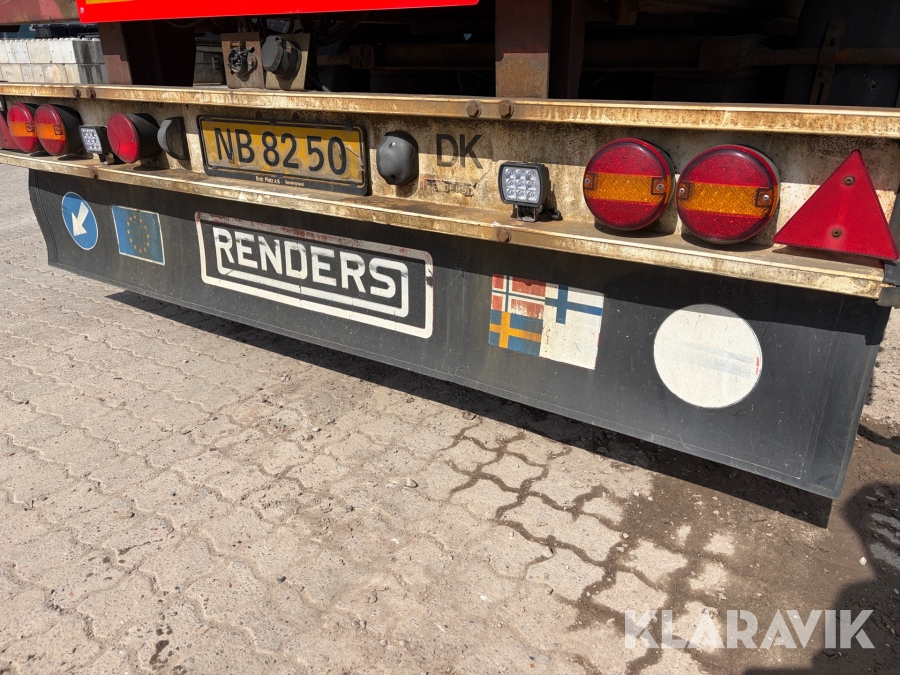 NB 82 50
DK
RENDERS
KLARAVIK